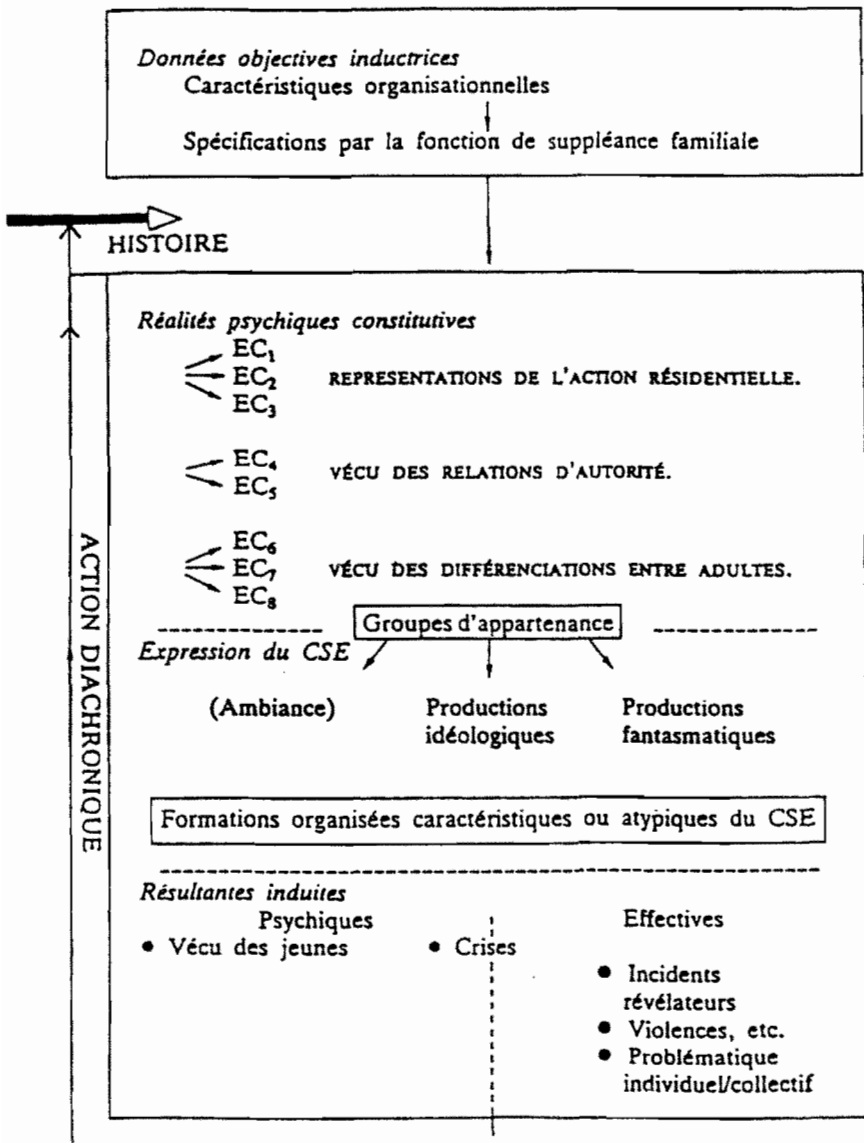 Données objectives inductrices
Caractéristiques organisationnelles
Spécifications par la fonction de suppléance familiale
HISTOIRE
ACTION DIACHRONIQUE
Réalités psychiques constitutives
EC₁
EC₂ REPRESENTATIONS DE L'ACTION RÉSIDENTIELLE.
EC₃
EC₄
VÉCU DES RELATIONS D'AUTORITÉ.
EC₅
EC₆
EC₇ VÉCU DES DIFFÉRENCIATIONS ENTRE ADULTES.
EC₈
Groupes d'appartenance
Expression du CSE
(Ambiance) Productions Productions
idéologiques fantasmatiques
Formations organisées caractéristiques ou atypiques du CSE
Résultantes induites
Psychiques Effectives
• Vécu des jeunes • Crises
• Incidents
révélateurs
• Violences, etc.
• Problématique
individuel/collectif